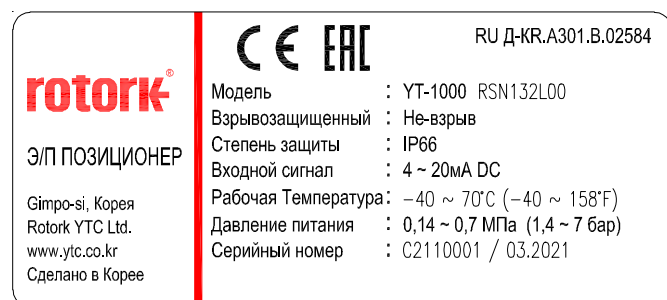 rotork®
Э/П ПОЗИЦИОНЕР
Gimpo-si, Корея
Rotork YTC Ltd.
www.ytc.co.kr
Сделано в Корее
CE EAC RU Д-KR.A301.B.02584
Модель : YT-1000 RSN132L00
Взрывозащищенный : Не-взрыв
Степень защиты : IP66
Входной сигнал : 4 ~ 20мА DC
Рабочая Температура : -40 ~ 70°C (-40 ~ 158°F)
Давление питания : 0,14 ~ 0,7 МПа (1,4 ~ 7 бар)
Серийный номер : C2110001 / 03.2021